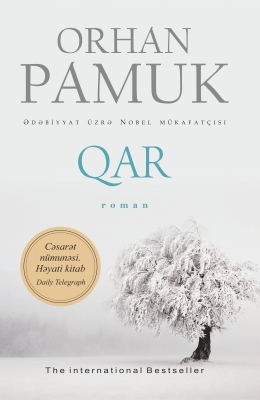 ORHAN
PAMUK
ƏDƏBİYYAT ÜZRƏ NOBEL MÜKAFATÇISI
QAR
roman
Cəsarət
nümunəsi.
Həyati kitab
Daily Telegraph
The international Bestseller